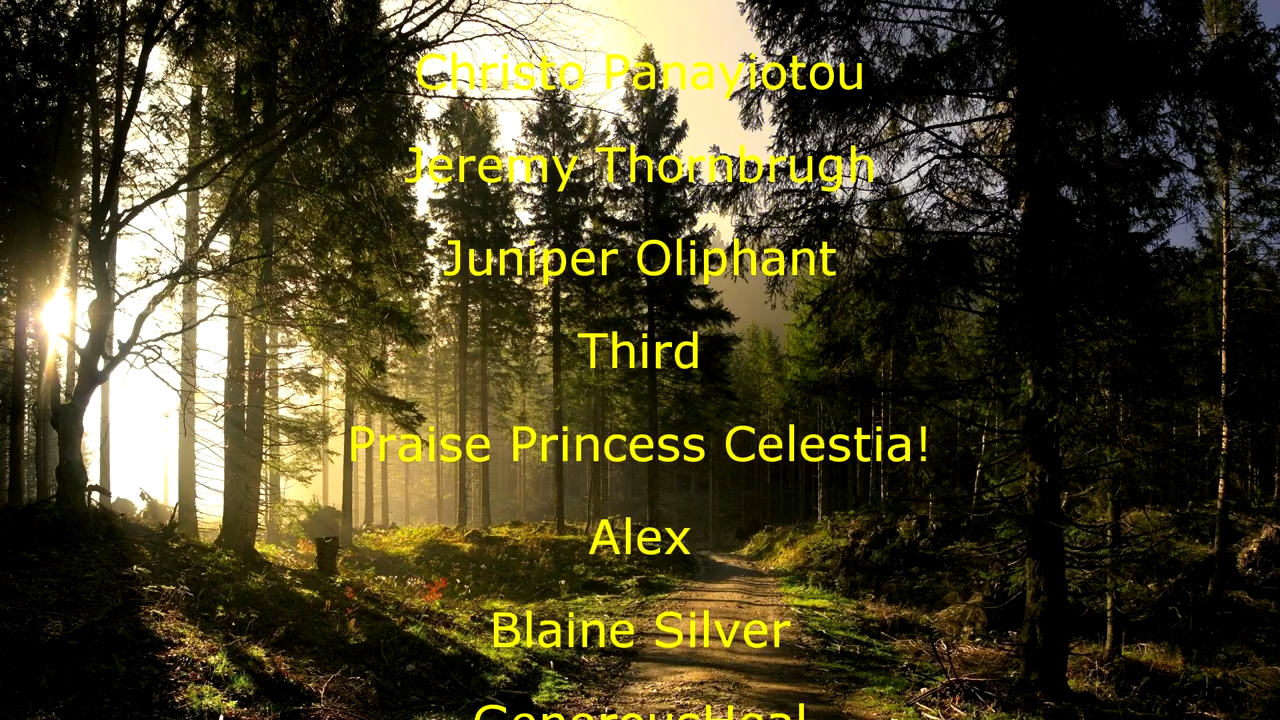 Christo Panayiotou
Jeremy Thornbrugh
Juniper Oliphant
Third
Praise Princess Celestia!
Alex
Blaine Silver